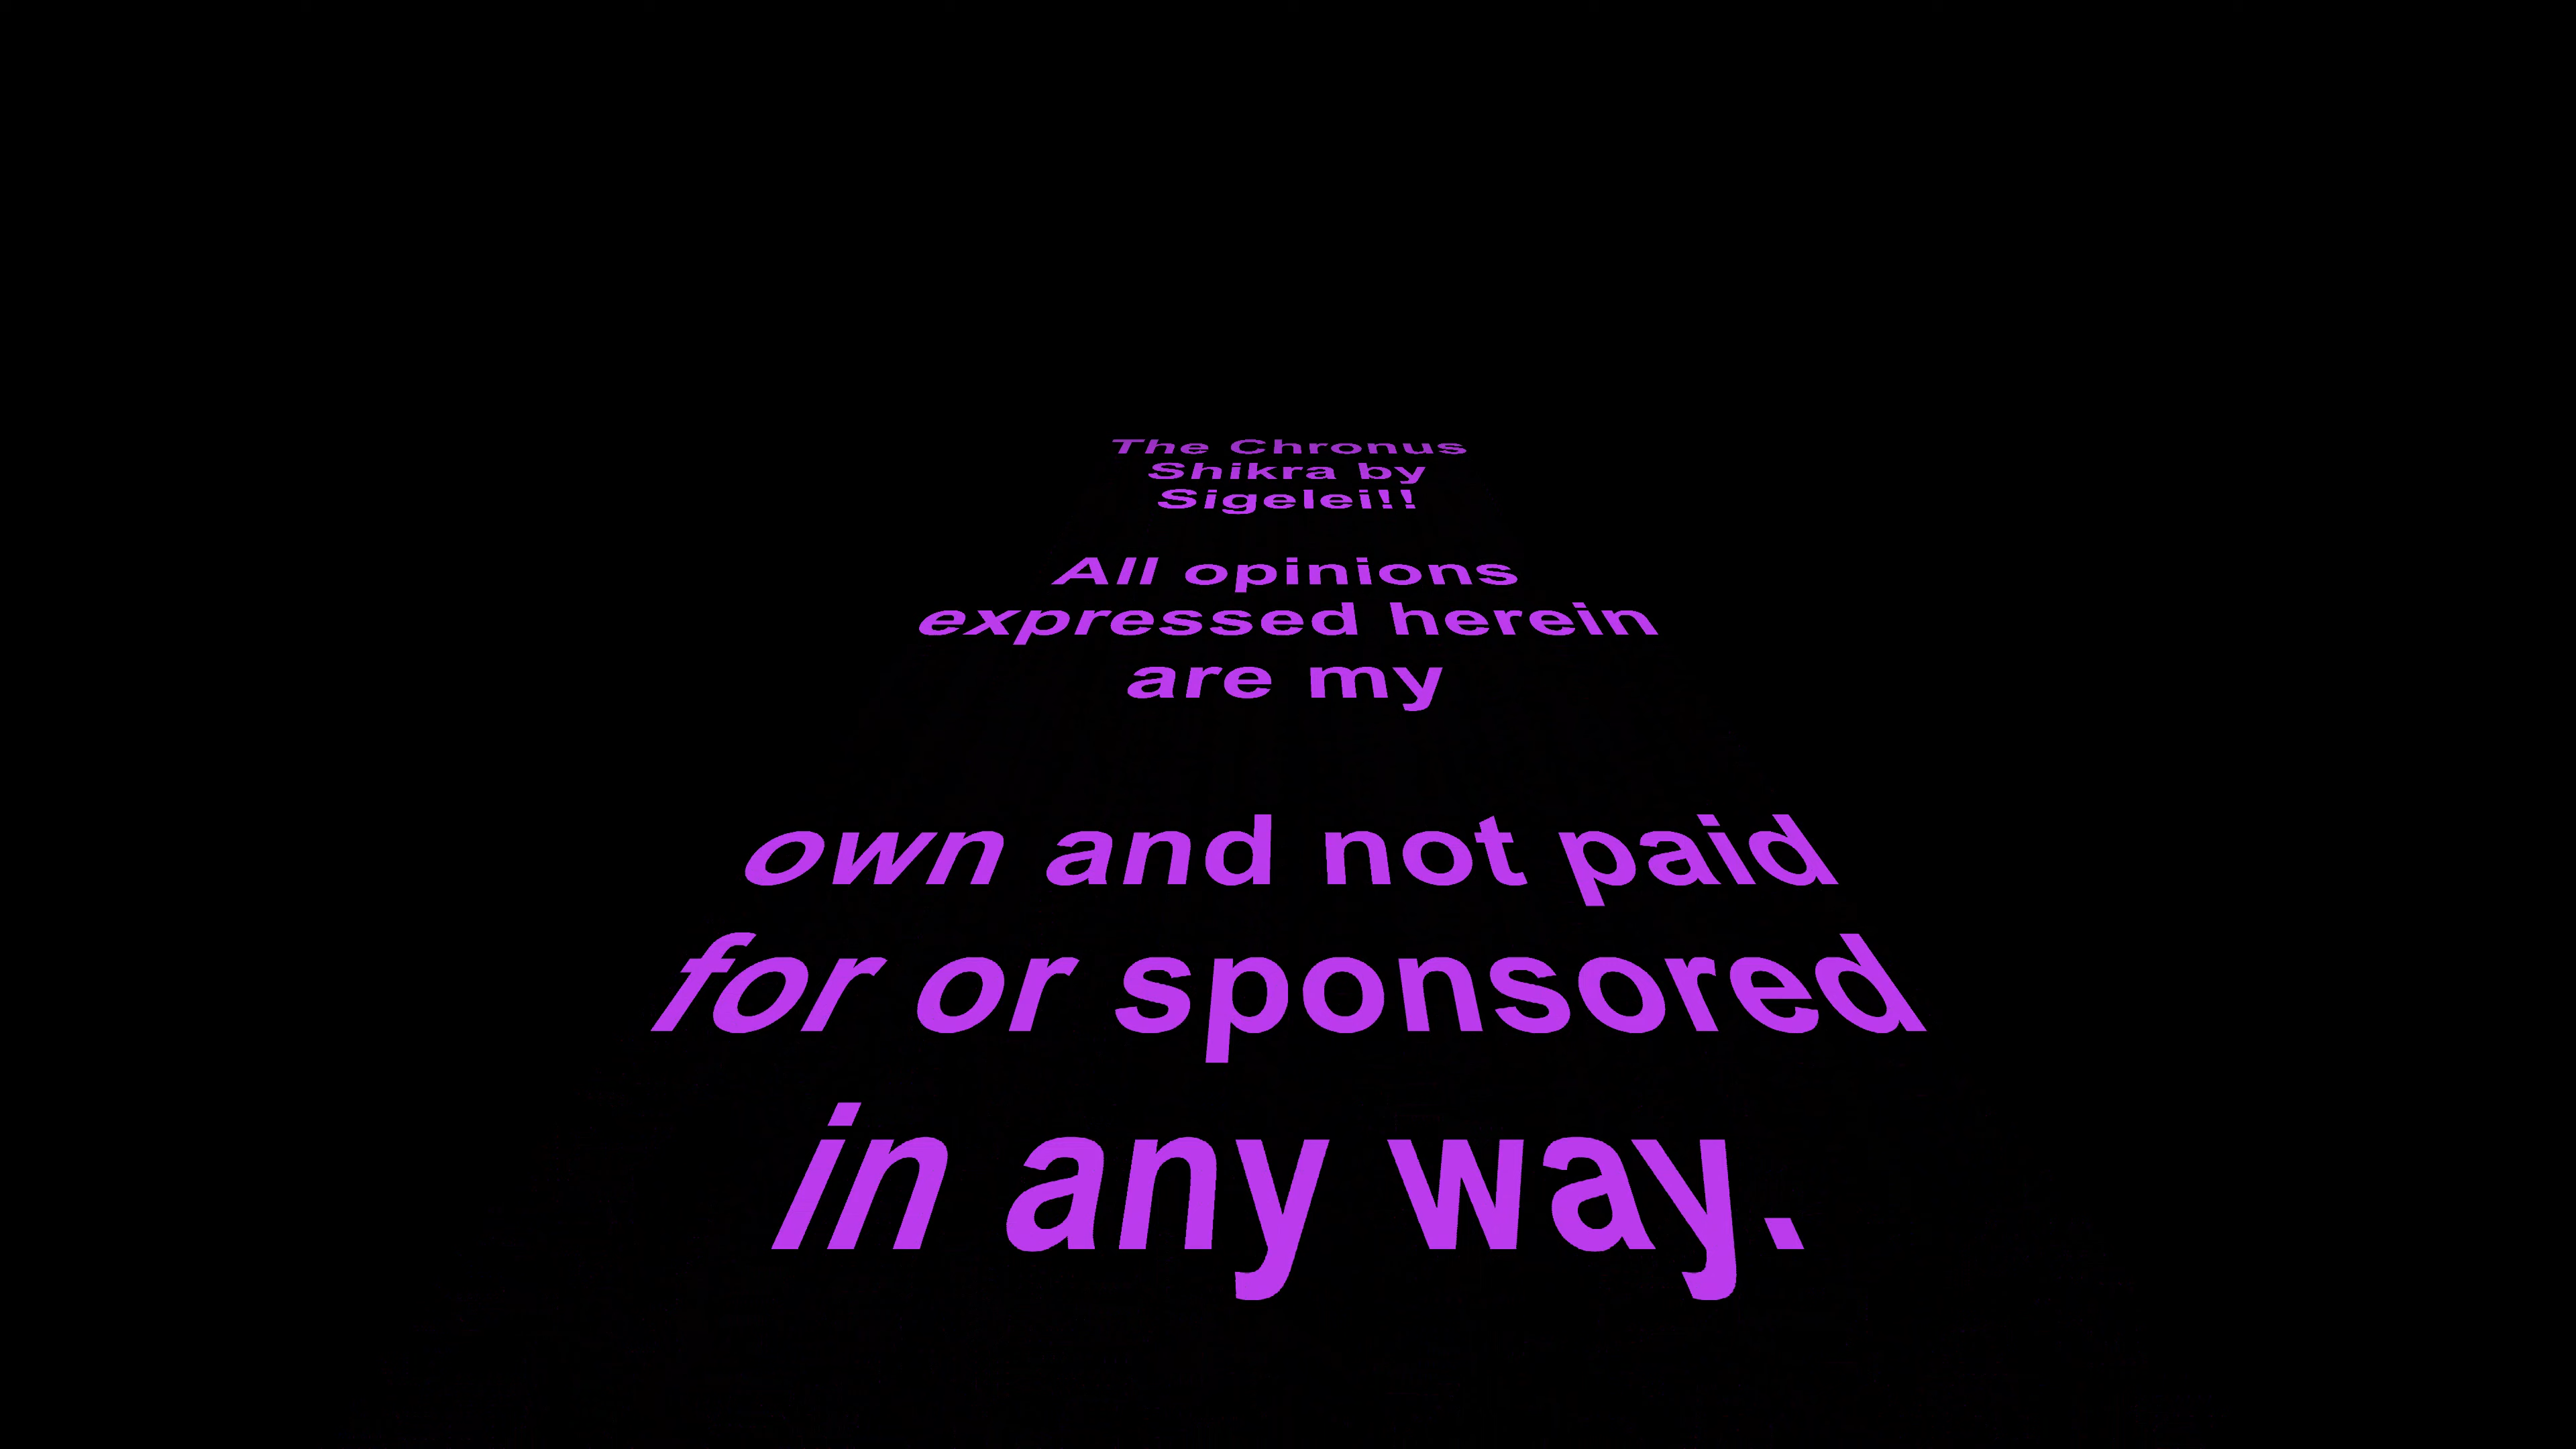 The Chronus
Shikra by
Sigelei!!
All opinions
expressed herein
are my
own and not paid
for or sponsored
in any way.